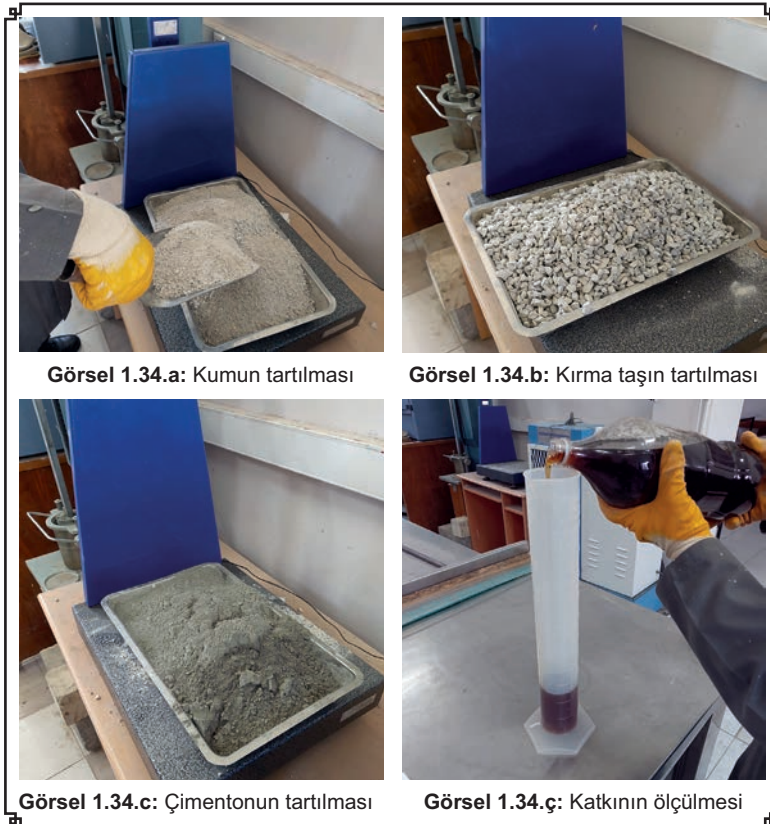 Görsel 1.34.a: Kumun tartılması
Görsel 1.34.b: Kırma taşın tartılması
Görsel 1.34.c: Çimentonun tartılması
Görsel 1.34.ç: Katkının ölçülmesi